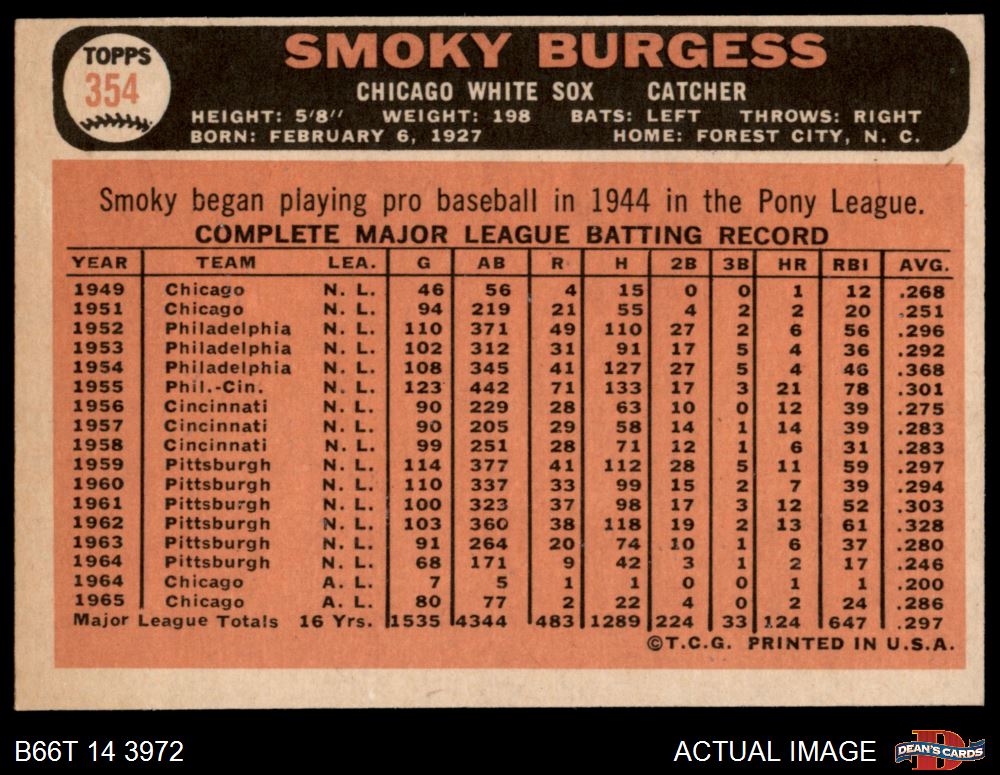 TOPPS
354
SMOKY BURGESS
CHICAGO WHITE SOX CATCHER
HEIGHT: 5'8" WEIGHT: 198 BATS: LEFT THROWS: RIGHT
BORN: FEBRUARY 6, 1927 HOME: FOREST CITY, N. C.
Smoky began playing pro baseball in 1944 in the Pony League.
COMPLETE MAJOR LEAGUE BATTING RECORD
YEAR TEAM LEA. G AB R H 2B 3B HR RBI AVG.
1949 Chicago N. L. 46 56 4 15 0 0 1 12 .268
1951 Chicago N. L. 94 219 21 55 4 2 2 20 .251
1952 Philadelphia N. L. 110 371 49 110 27 2 6 56 .296
1953 Philadelphia N. L. 102 312 31 91 17 5 4 36 .292
1954 Philadelphia N. L. 108 345 41 127 27 5 4 46 .368
1955 Phil.-Cin. N. L. 123 442 71 133 17 3 21 78 .301
1956 Cincinnati N. L. 90 229 28 63 10 0 12 39 .275
1957 Cincinnati N. L. 90 205 29 58 14 1 14 39 .283
1958 Cincinnati N. L. 99 251 28 71 12 1 6 31 .283
1959 Pittsburgh N. L. 114 377 41 112 28 5 11 59 .297
1960 Pittsburgh N. L. 110 337 33 99 15 2 7 39 .294
1961 Pittsburgh N. L. 100 323 37 98 17 3 12 52 .303
1962 Pittsburgh N. L. 103 360 38 118 19 2 13 61 .328
1963 Pittsburgh N. L. 91 264 20 74 10 1 6 37 .280
1964 Pittsburgh N. L. 68 171 9 42 3 1 2 17 .246
1964 Chicago A. L. 7 5 1 1 0 0 1 1 .200
1965 Chicago A. L. 80 77 2 22 4 0 2 24 .286
Major League Totals 16 Yrs. 1535 4344 483 1289 224 33 124 647 .297
©T.C.G. PRINTED IN U.S.A.
B66T 14 3972 ACTUAL IMAGE
D
DEAN'S CARDS